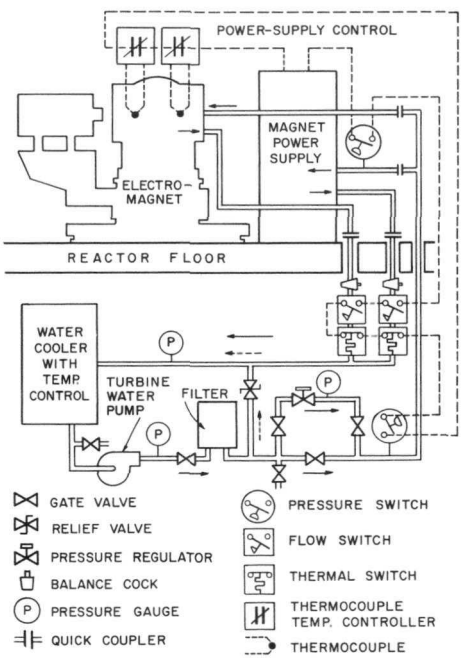 POWER-SUPPLY CONTROL
MAGNET
POWER
SUPPLY
ELECTRO-
MAGNET
REACTOR FLOOR
WATER
COOLER
WITH
TEMP.
CONTROL
P
TURBINE
WATER
PUMP
FILTER
P
P
GATE VALVE
RELIEF VALVE
PRESSURE REGULATOR
BALANCE COCK
P PRESSURE GAUGE
QUICK COUPLER
PRESSURE SWITCH
FLOW SWITCH
THERMAL SWITCH
THERMOCOUPLE
TEMP. CONTROLLER
THERMOCOUPLE